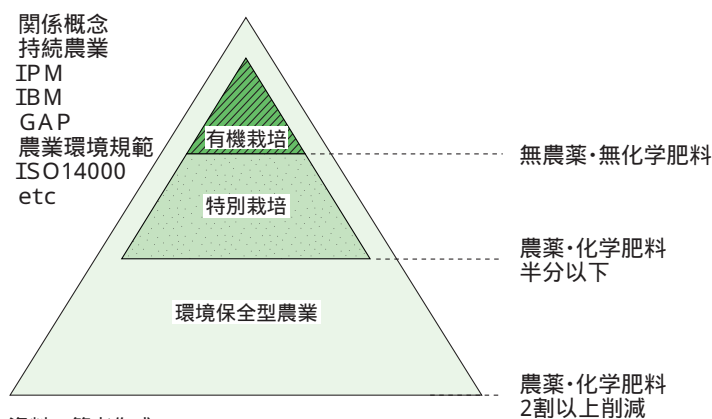 関係概念
持続農業
IPM
IBM
GAP
農業環境規範
ISO14000
etc
有機栽培
無農薬・無化学肥料
特別栽培
農薬・化学肥料
半分以下
環境保全型農業
農薬・化学肥料
2割以上削減